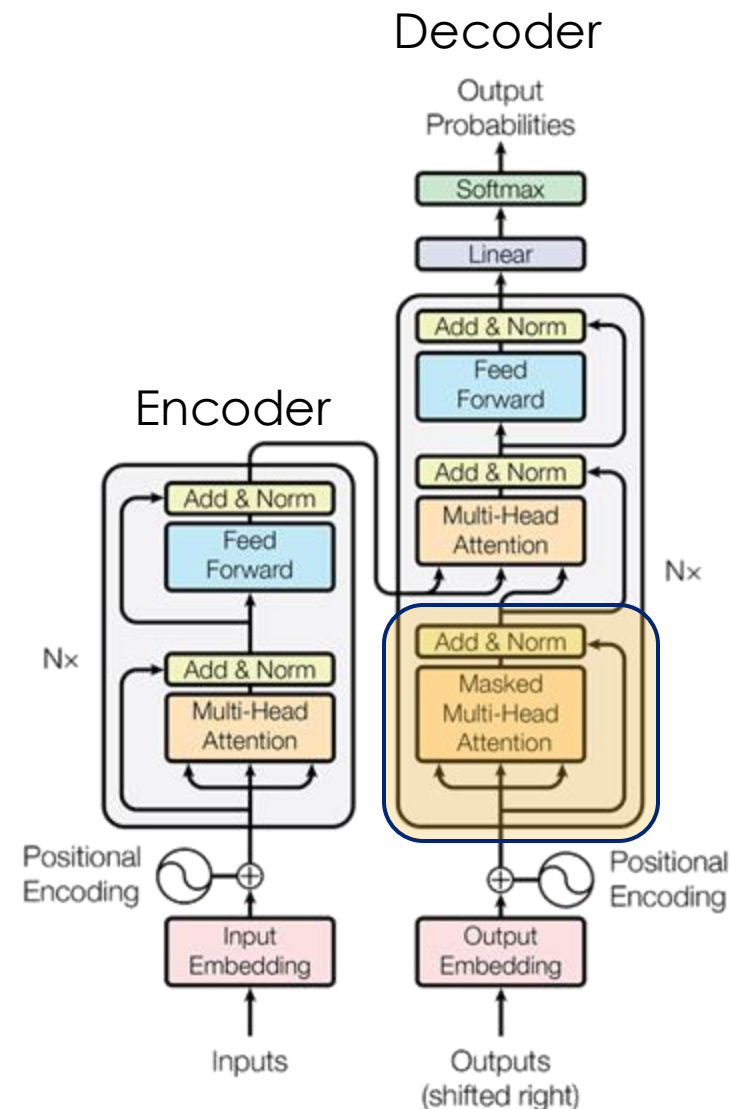 Decoder
Output
Probabilities
Softmax
Linear
Add & Norm
Feed
Forward
Add & Norm
Multi-Head
Attention
N×
Add & Norm
Masked
Multi-Head
Attention
Positional
Encoding
Output
Embedding
Outputs
(shifted right)
Encoder
Add & Norm
Feed
Forward
N×
Add & Norm
Multi-Head
Attention
Positional
Encoding
Input
Embedding
Inputs